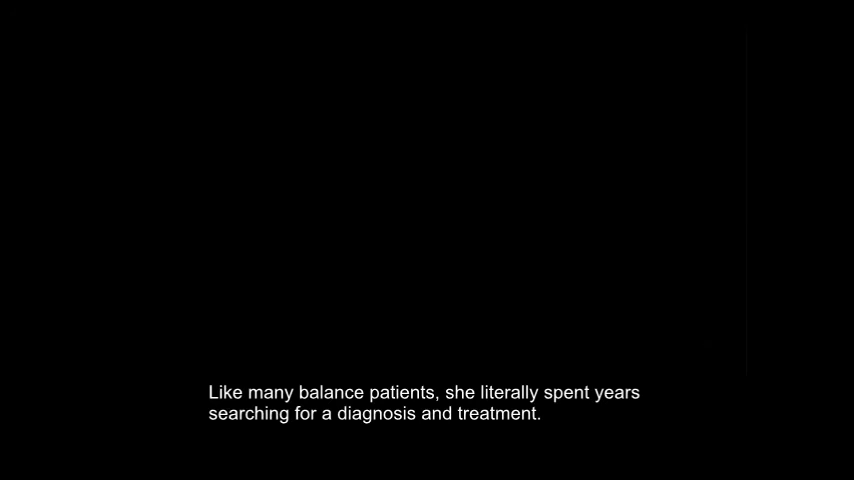 Like many balance patients, she literally spent years
searching for a diagnosis and treatment.